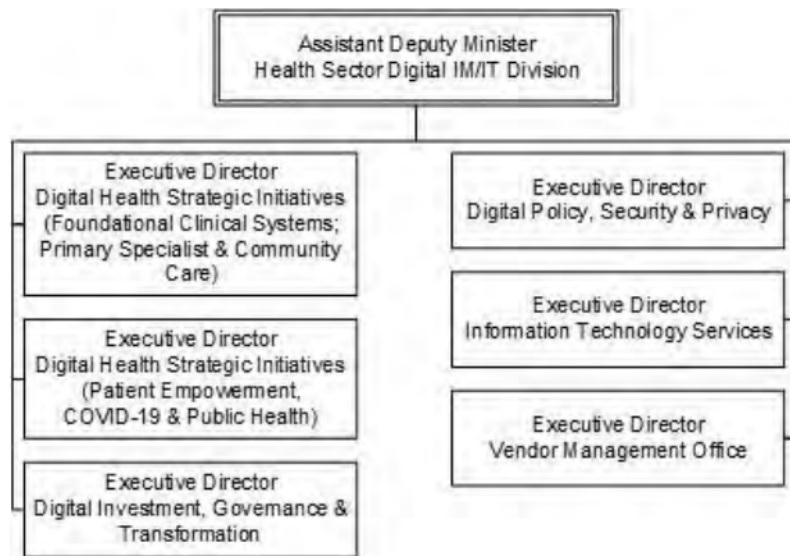 Assistant Deputy Minister
Health Sector Digital IM/IT Division
Executive Director
Digital Health Strategic Initiatives
(Foundational Clinical Systems;
Primary Specialist & Community
Care)
Executive Director
Digital Health Strategic Initiatives
(Patient Empowerment,
COVID-19 & Public Health)
Executive Director
Digital Investment, Governance &
Transformation
Executive Director
Digital Policy, Security & Privacy
Executive Director
Information Technology Services
Executive Director
Vendor Management Office